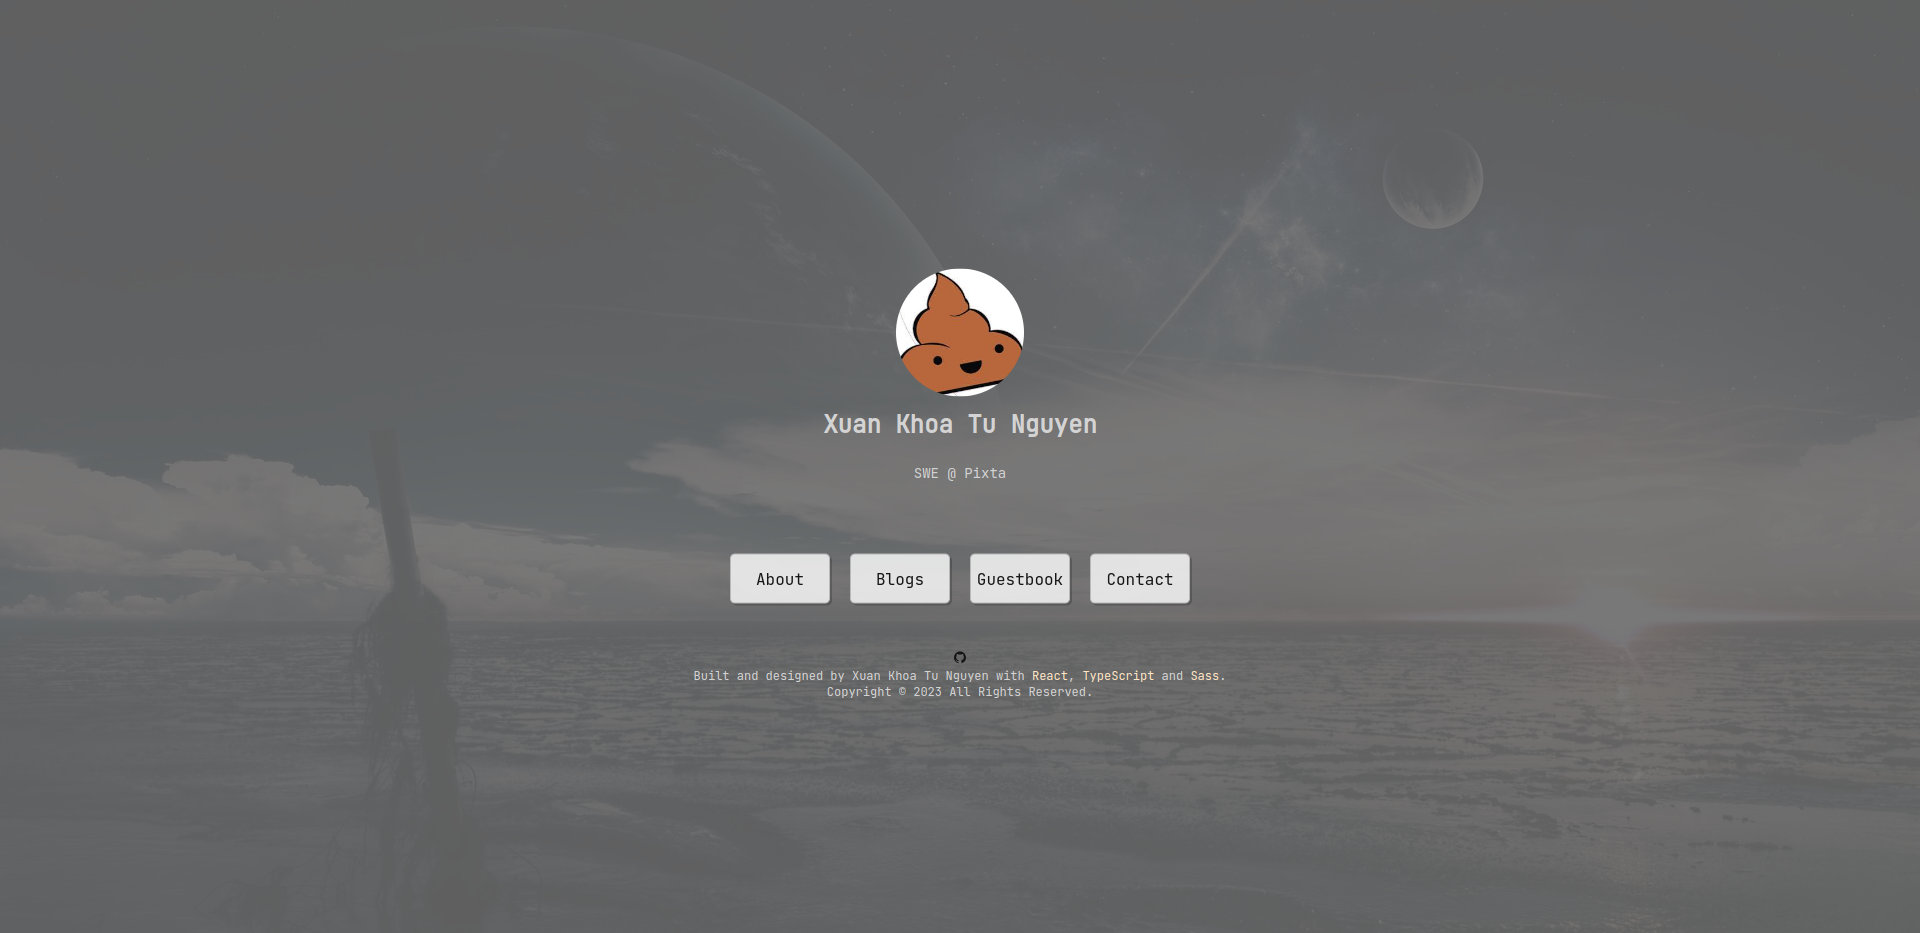 Xuan Khoa Tu Nguyen
SWE @ Pixta
About
Blogs
Guestbook
Contact
Built and designed by Xuan Khoa Tu Nguyen with React, TypeScript and Sass.
Copyright © 2023 All Rights Reserved.